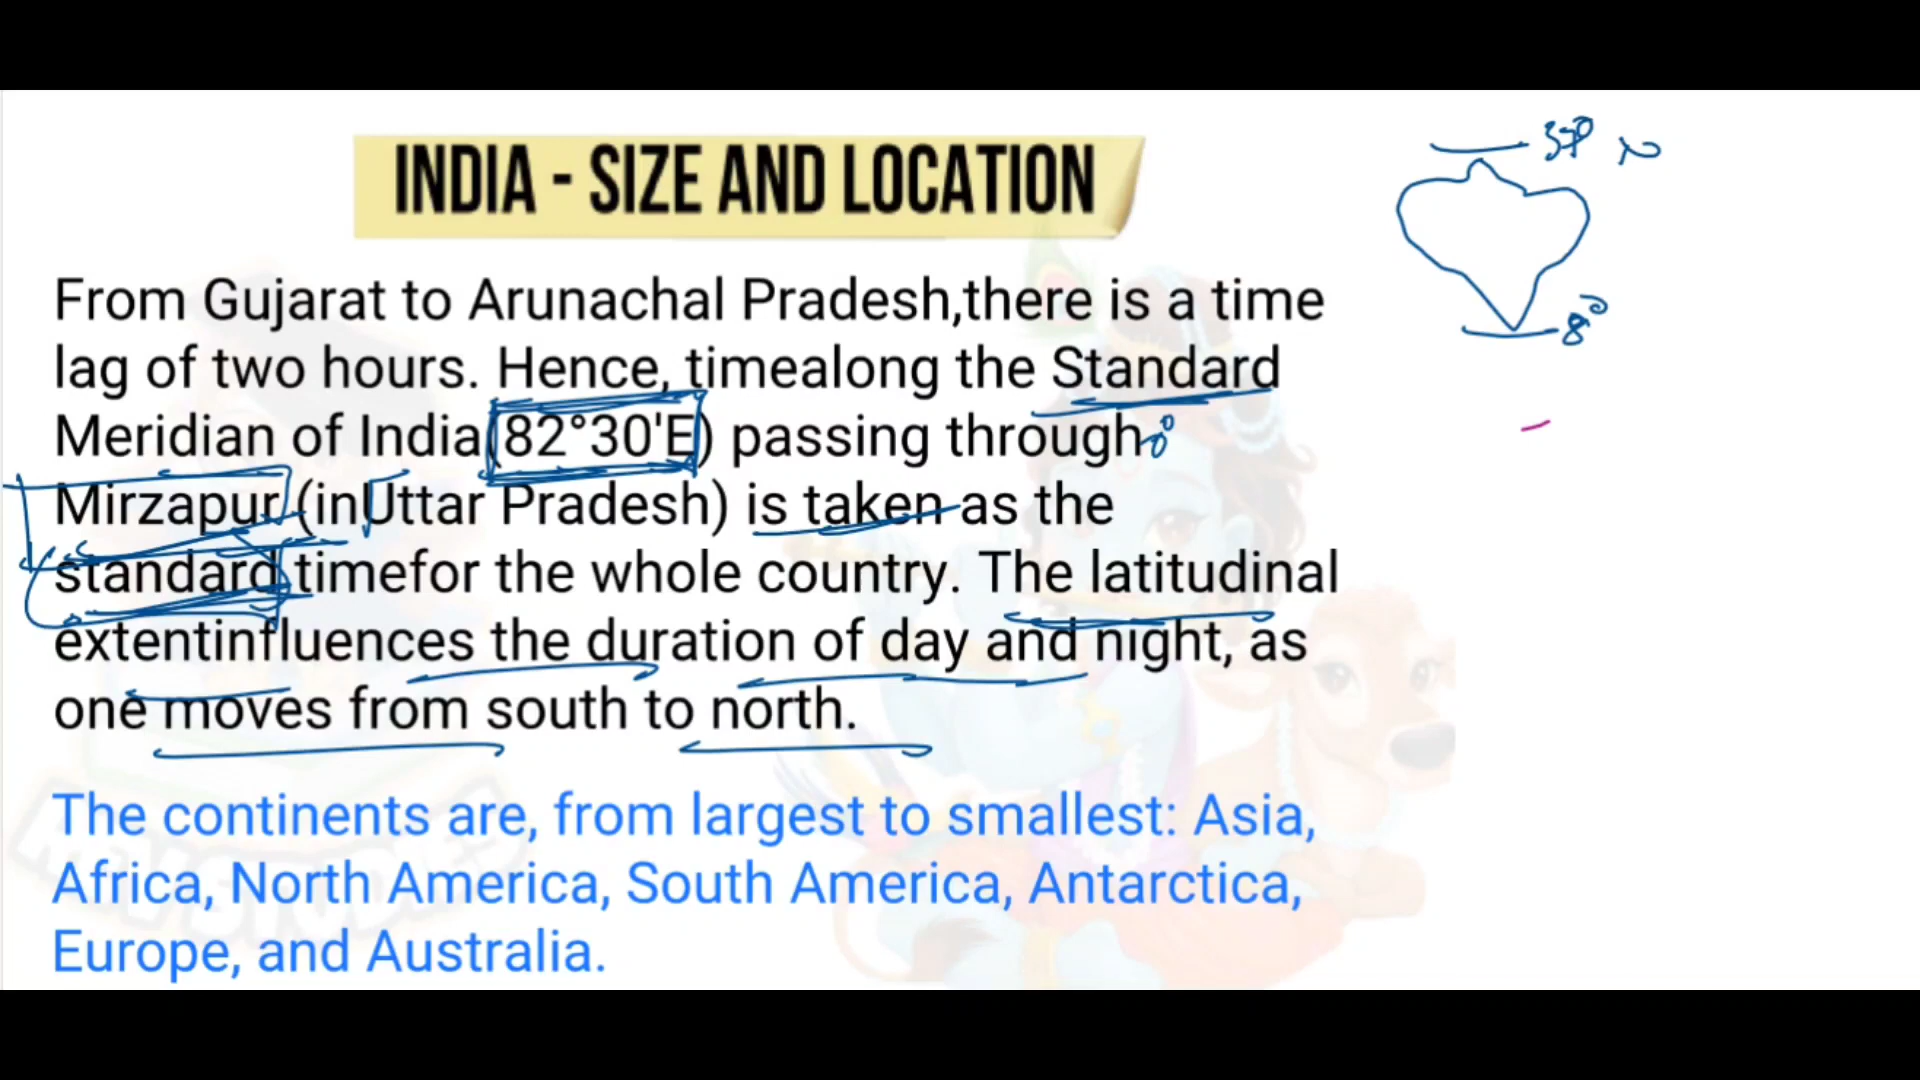 INDIA - SIZE AND LOCATION
37° N
From Gujarat to Arunachal Pradesh,there is a time
lag of two hours. Hence, timealong the Standard
8°
Meridian of India(82°30'E) passing through
Mirzapur (inUttar Pradesh) is taken as the
standard timefor the whole country. The latitudinal
extentinfluences the duration of day and night, as
one moves from south to north.
The continents are, from largest to smallest: Asia,
Africa, North America, South America, Antarctica,
Europe, and Australia.